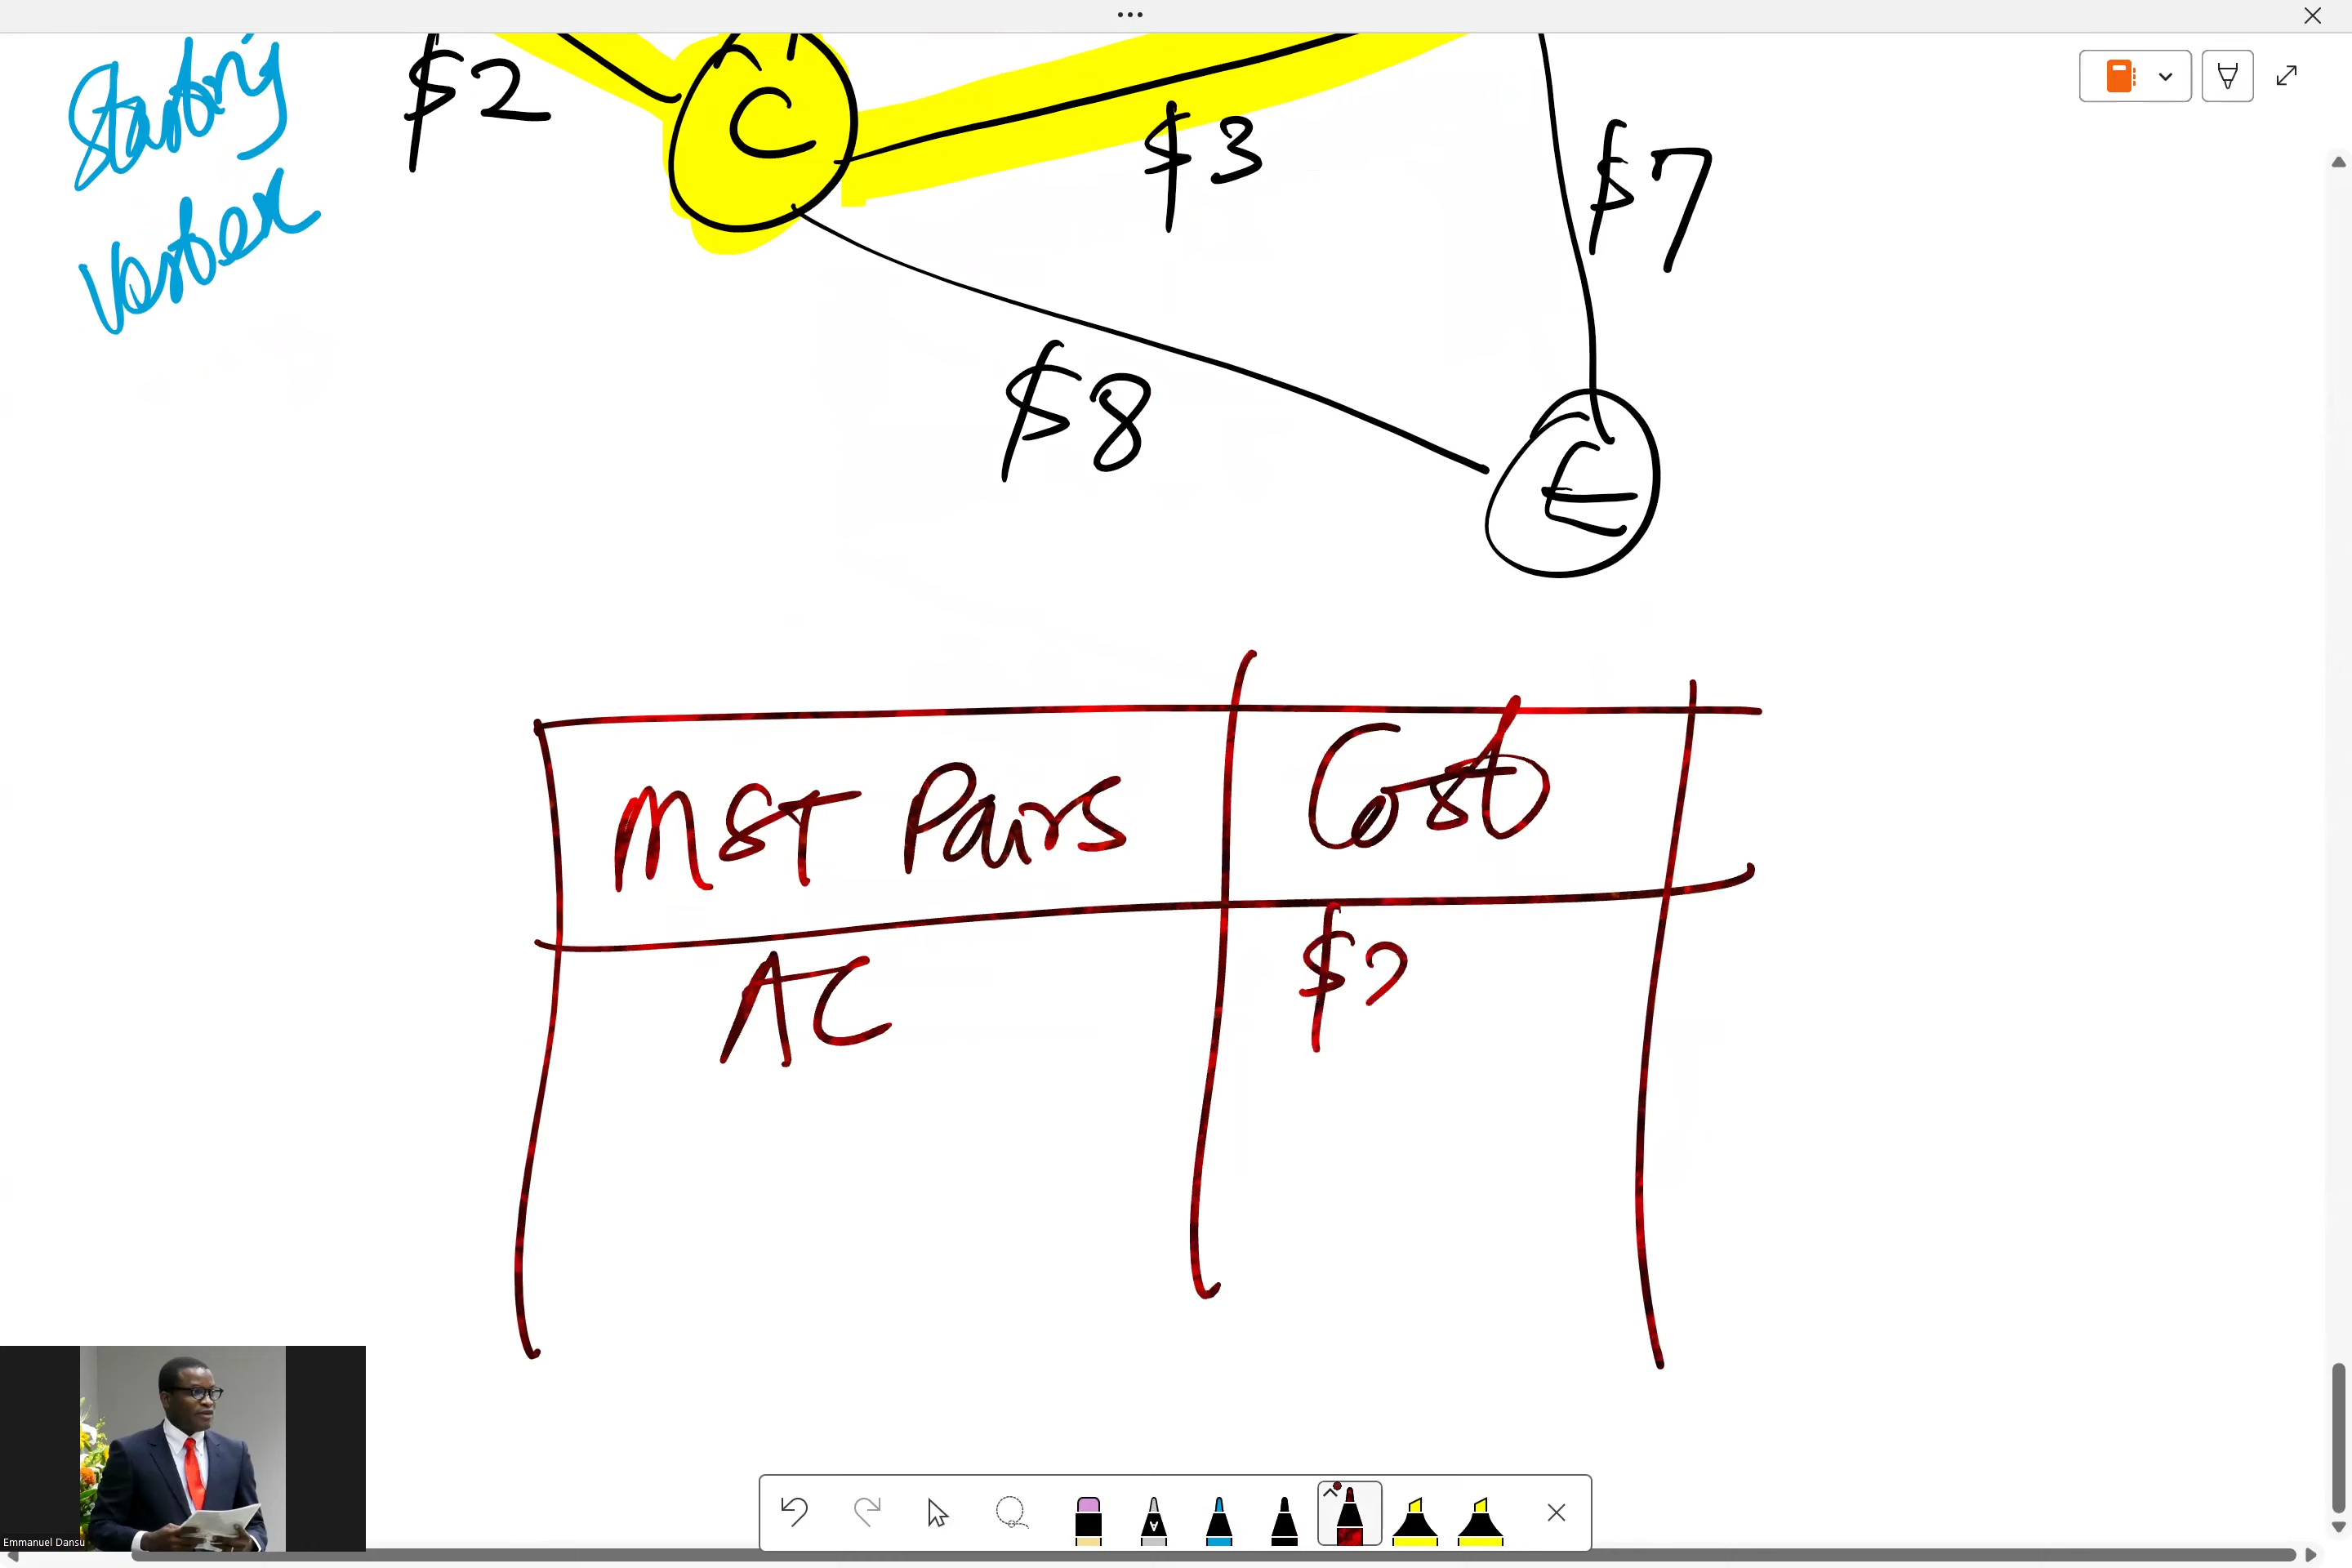 Starting
Vertex
$2
C
$3
$7
$8
E
MST Pairs
Cost
AC
$2
Emmanuel Dansu